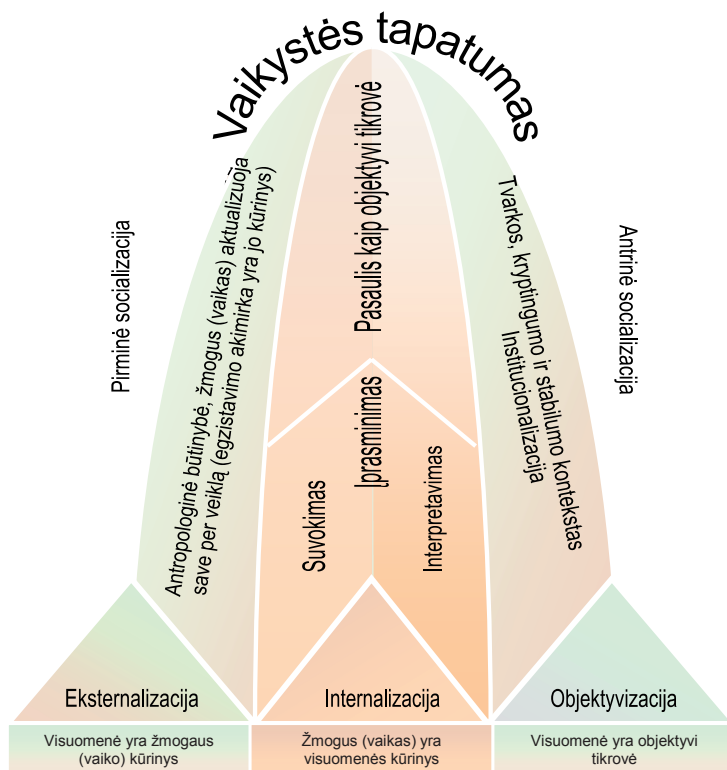 Vaikystės tapatumas
Pirminė socializacija
Antropologinė būtinybė, žmogus (vaikas) aktualizuoja
save per veiklą (egzistavimo akimirka yra jo kūrinys)
Pasaulis kaip objektyvi tikrovė
Įprasminimas
Suvokimas
Interpretavimas
Tvarkos, kryptingumo ir stabilumo kontekstas
Institucionalizacija
Antrinė socializacija
Eksternalizacija
Internalizacija
Objektyvizacija
Visuomenė yra žmogaus
(vaiko) kūrinys
Žmogus (vaikas) yra
visuomenės kūrinys
Visuomenė yra objektyvi
tikrovė